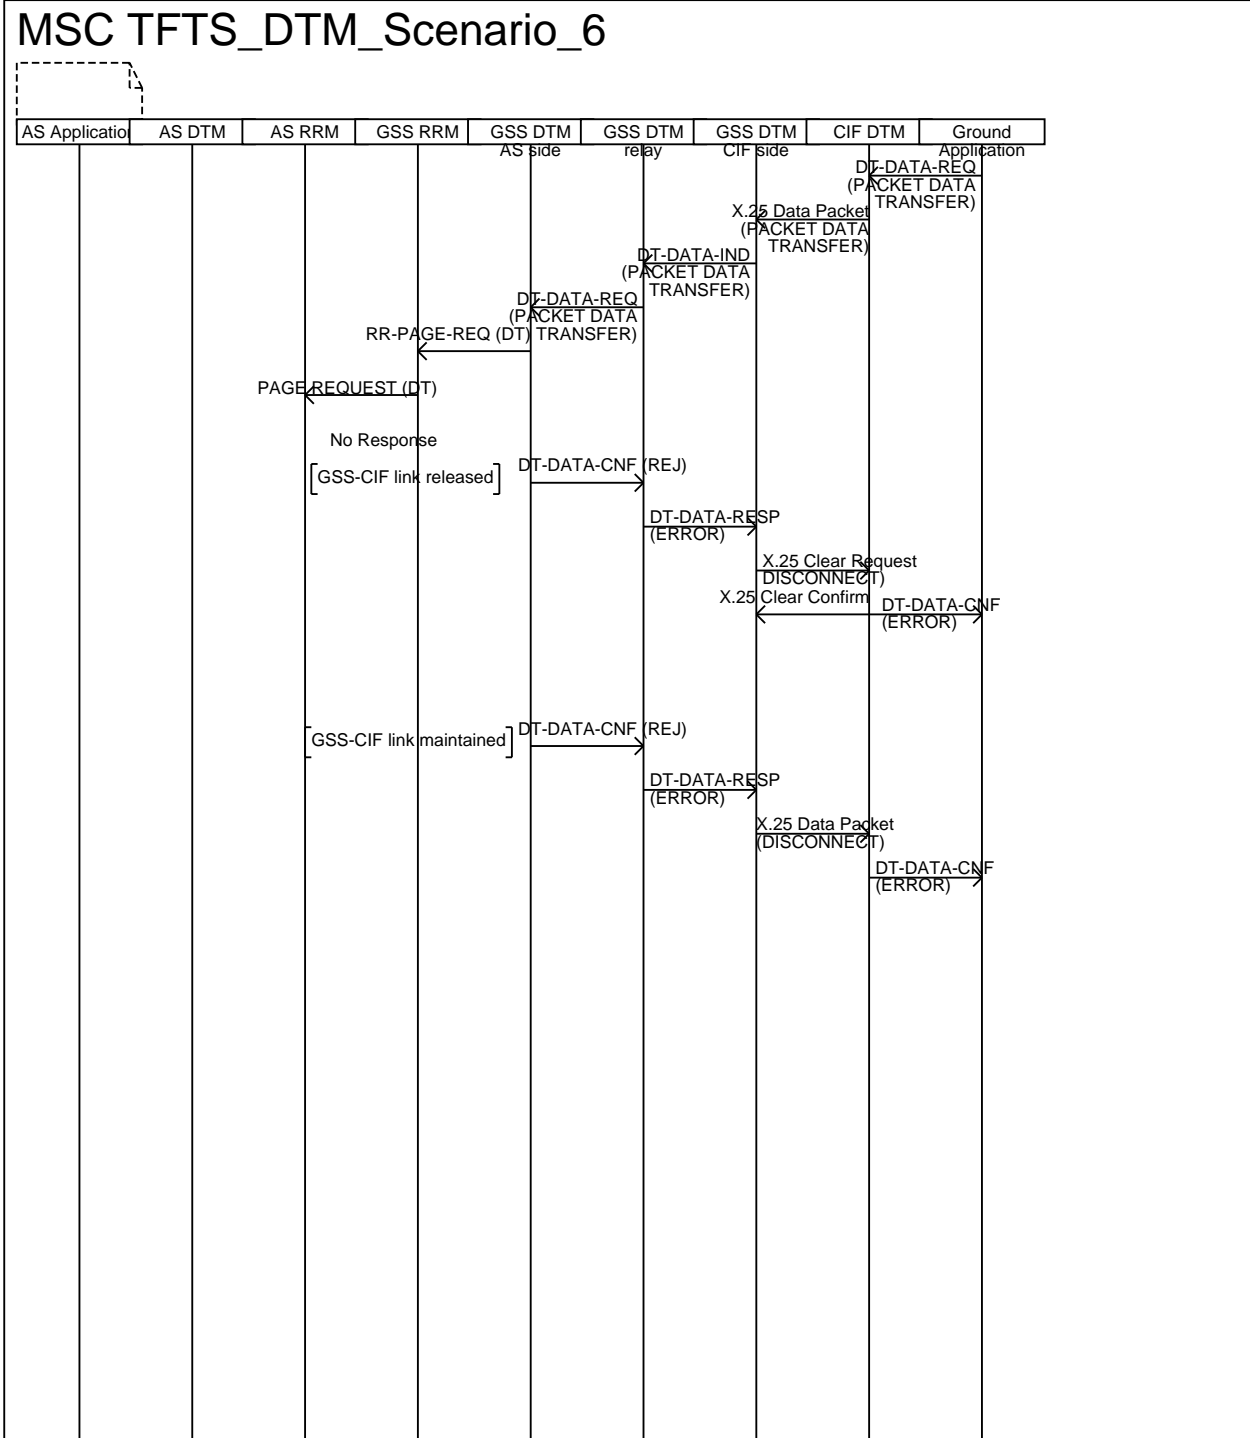 MSC TFTS_DTM_Scenario_6
AS Application
AS DTM
AS RRM
GSS RRM
GSS DTM
AS side
GSS DTM
relay
GSS DTM
CIF side
CIF DTM
Ground
Application
DT-DATA-REQ
(PACKET DATA
TRANSFER)
X.25 Data Packet
(PACKET DATA
TRANSFER)
DT-DATA-IND
(PACKET DATA
TRANSFER)
DT-DATA-REQ
(PACKET DATA
TRANSFER)
RR-PAGE-REQ (DT)
PAGE REQUEST (DT)
No Response
GSS-CIF link released
DT-DATA-CNF (REJ)
DT-DATA-RESP
(ERROR)
X.25 Clear Request
DISCONNECT)
X.25 Clear Confirm
DT-DATA-CNF
(ERROR)
GSS-CIF link maintained
DT-DATA-CNF (REJ)
DT-DATA-RESP
(ERROR)
X.25 Data Packet
(DISCONNECT)
DT-DATA-CNF
(ERROR)